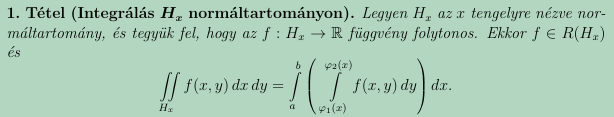 1. Tétel (Integrálás $H_x$ normáltartományon). Legyen $H_x$ az $x$ tengelyre nézve nor-
máltartomány, és tegyük fel, hogy az $f : H_x \to \mathbb{R}$ függvény folytonos. Ekkor $f \in R(H_x)$
és
$\iint\limits_{H_x} f(x, y)\, dx\, dy = \int\limits_a^b \left( \int\limits_{\varphi_1(x)}^{\varphi_2(x)} f(x, y)\, dy \right) dx.$